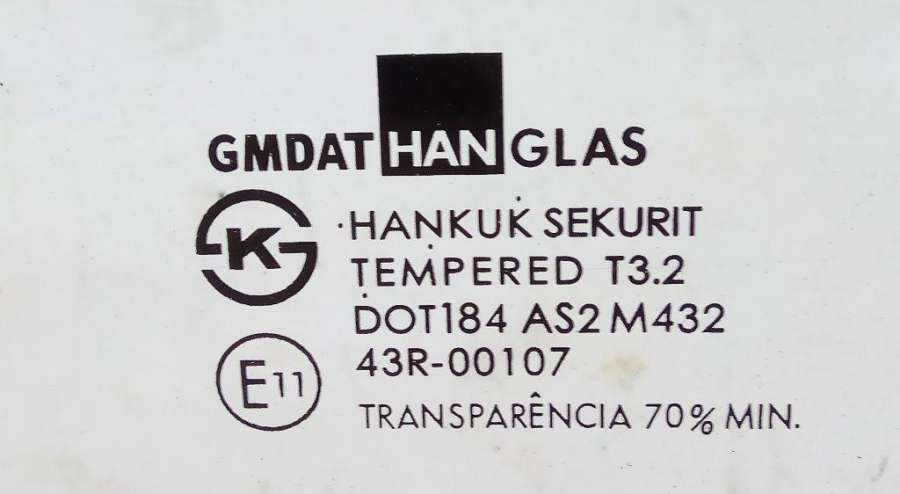 GMDAT HAN GLAS
K HANKUK SEKURIT
TEMPERED T3.2
DOT184 AS2 M432
43R-00107
E11
TRANSPARÊNCIA 70% MIN.